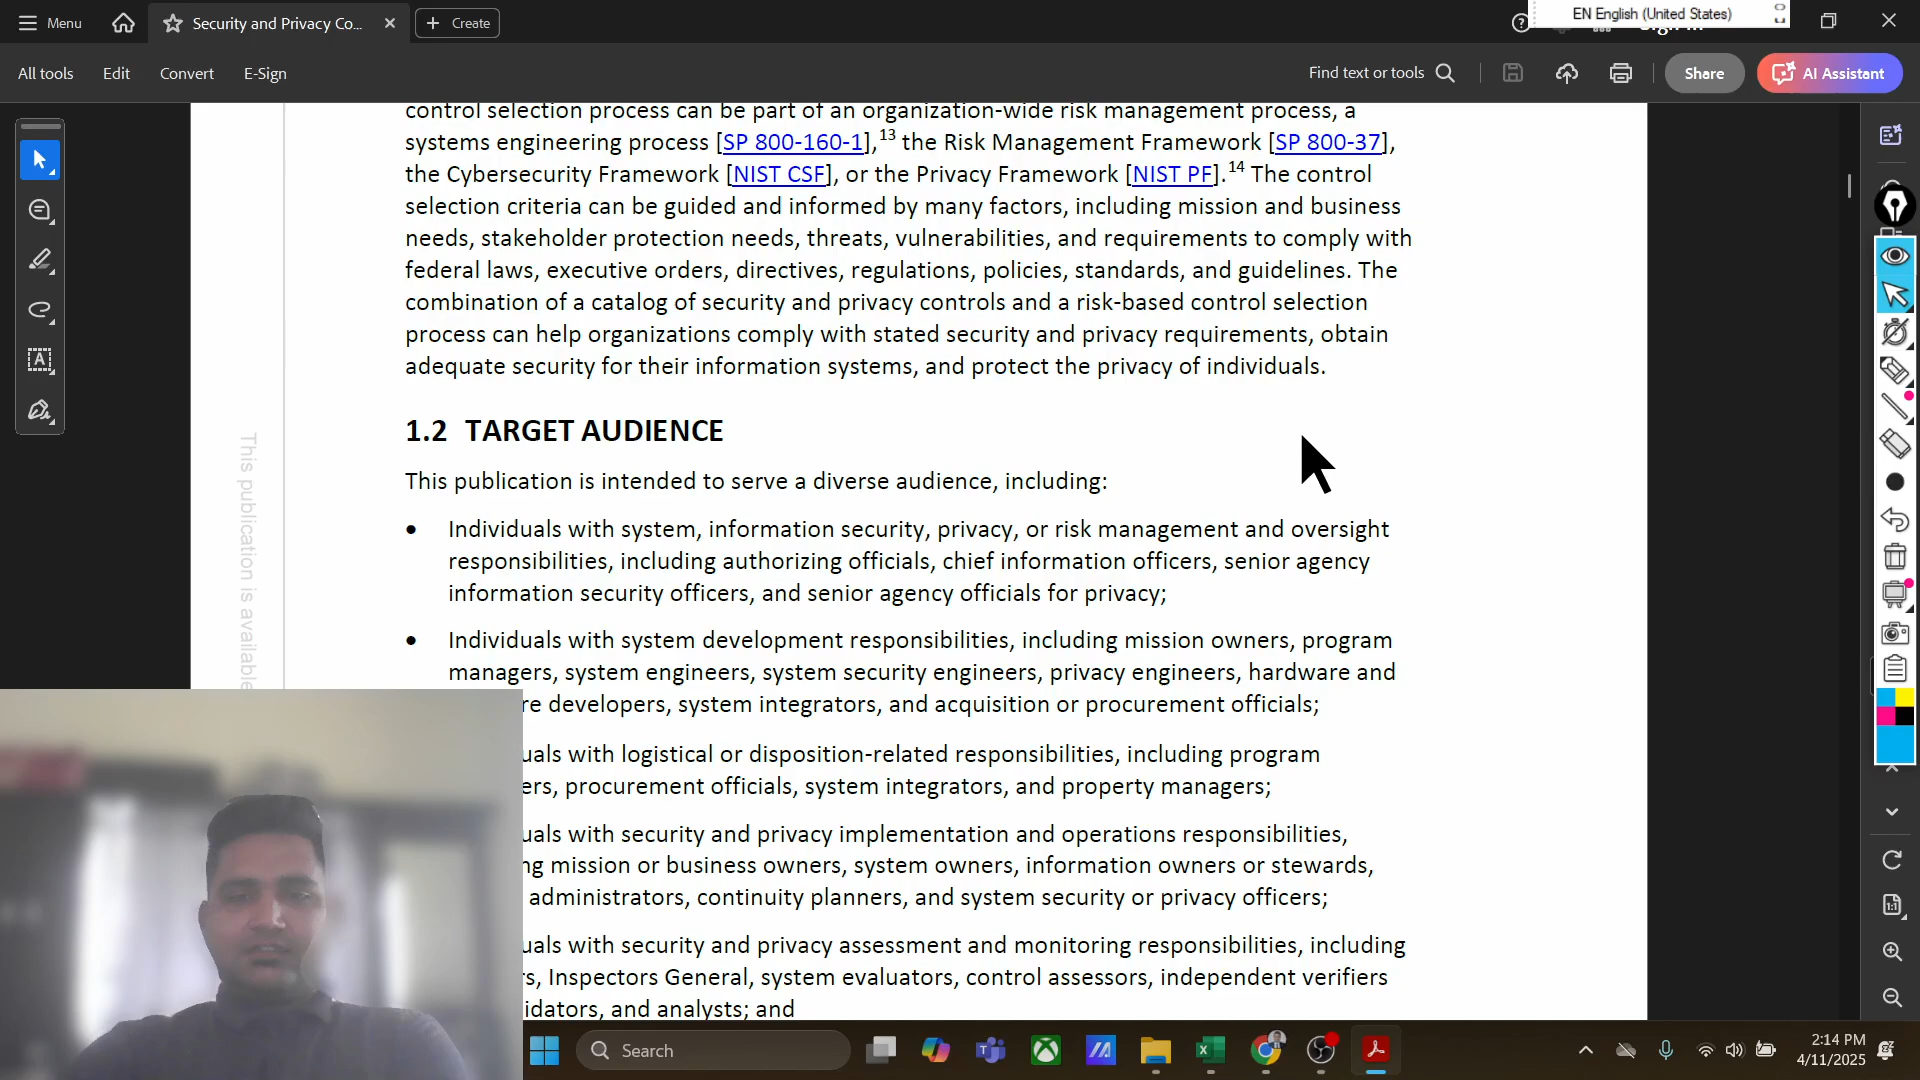 Menu
Security and Privacy Co...
Create
EN English (United States)
All tools
Edit
Convert
E-Sign
Find text or tools
Share
AI Assistant
control selection process can be part of an organization-wide risk management process, a
systems engineering process [SP 800-160-1],13 the Risk Management Framework [SP 800-37],
the Cybersecurity Framework [NIST CSF], or the Privacy Framework [NIST PF].14 The control
selection criteria can be guided and informed by many factors, including mission and business
needs, stakeholder protection needs, threats, vulnerabilities, and requirements to comply with
federal laws, executive orders, directives, regulations, policies, standards, and guidelines. The
combination of a catalog of security and privacy controls and a risk-based control selection
process can help organizations comply with stated security and privacy requirements, obtain
adequate security for their information systems, and protect the privacy of individuals.
1.2 TARGET AUDIENCE
This publication is intended to serve a diverse audience, including:
• Individuals with system, information security, privacy, or risk management and oversight
responsibilities, including authorizing officials, chief information officers, senior agency
information security officers, and senior agency officials for privacy;
• Individuals with system development responsibilities, including mission owners, program
managers, system engineers, system security engineers, privacy engineers, hardware and
re developers, system integrators, and acquisition or procurement officials;
uals with logistical or disposition-related responsibilities, including program
ers, procurement officials, system integrators, and property managers;
uals with security and privacy implementation and operations responsibilities,
ng mission or business owners, system owners, information owners or stewards,
administrators, continuity planners, and system security or privacy officers;
uals with security and privacy assessment and monitoring responsibilities, including
rs, Inspectors General, system evaluators, control assessors, independent verifiers
idators, and analysts; and
This publication is available
Search
2:14 PM
4/11/2025